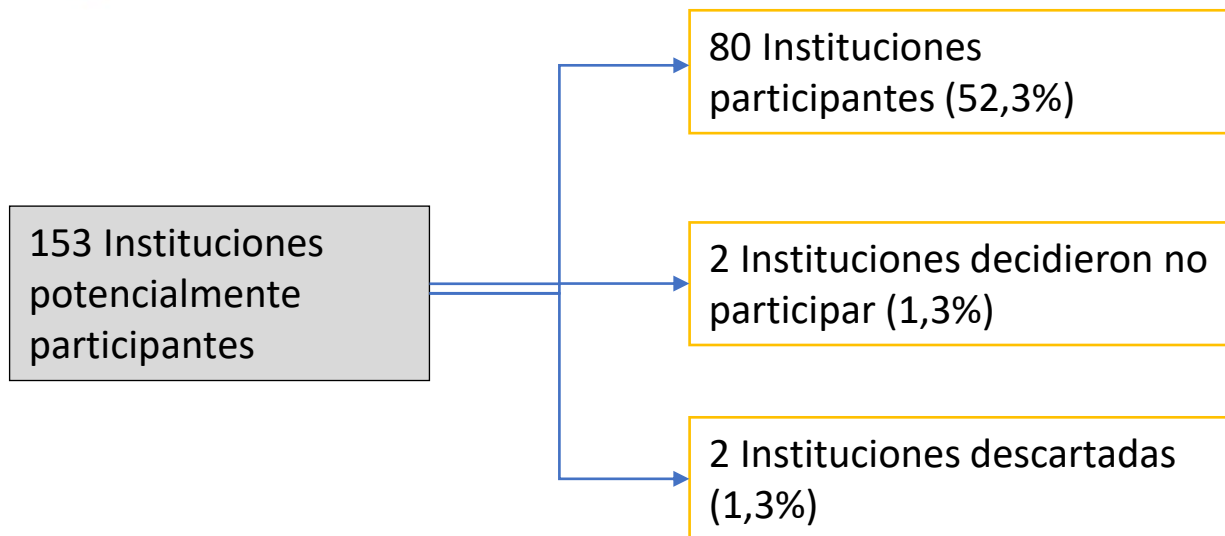 80 Instituciones
participantes (52,3%)
153 Instituciones
potencialmente
participantes
2 Instituciones decidieron no
participar (1,3%)
2 Instituciones descartadas
(1,3%)